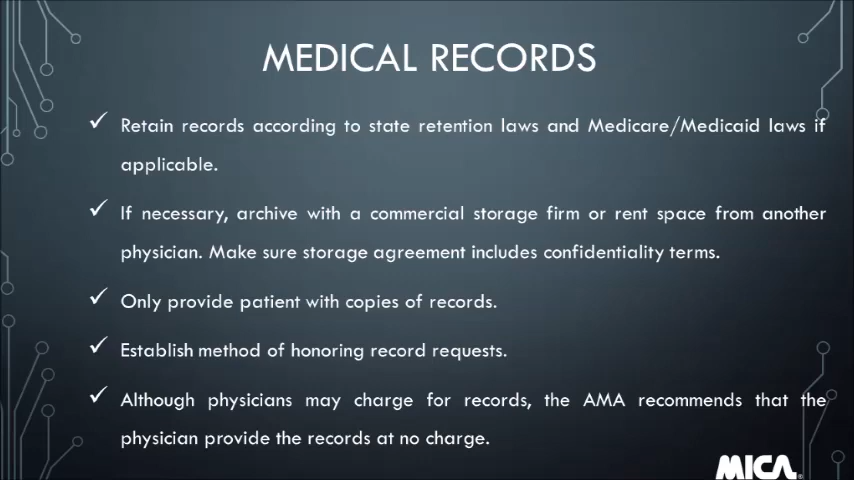 MEDICAL RECORDS
✓ Retain records according to state retention laws and Medicare/Medicaid laws if
applicable.
✓ If necessary, archive with a commercial storage firm or rent space from another
physician. Make sure storage agreement includes confidentiality terms.
✓ Only provide patient with copies of records.
✓ Establish method of honoring record requests.
✓ Although physicians may charge for records, the AMA recommends that the
physician provide the records at no charge.
MICA®